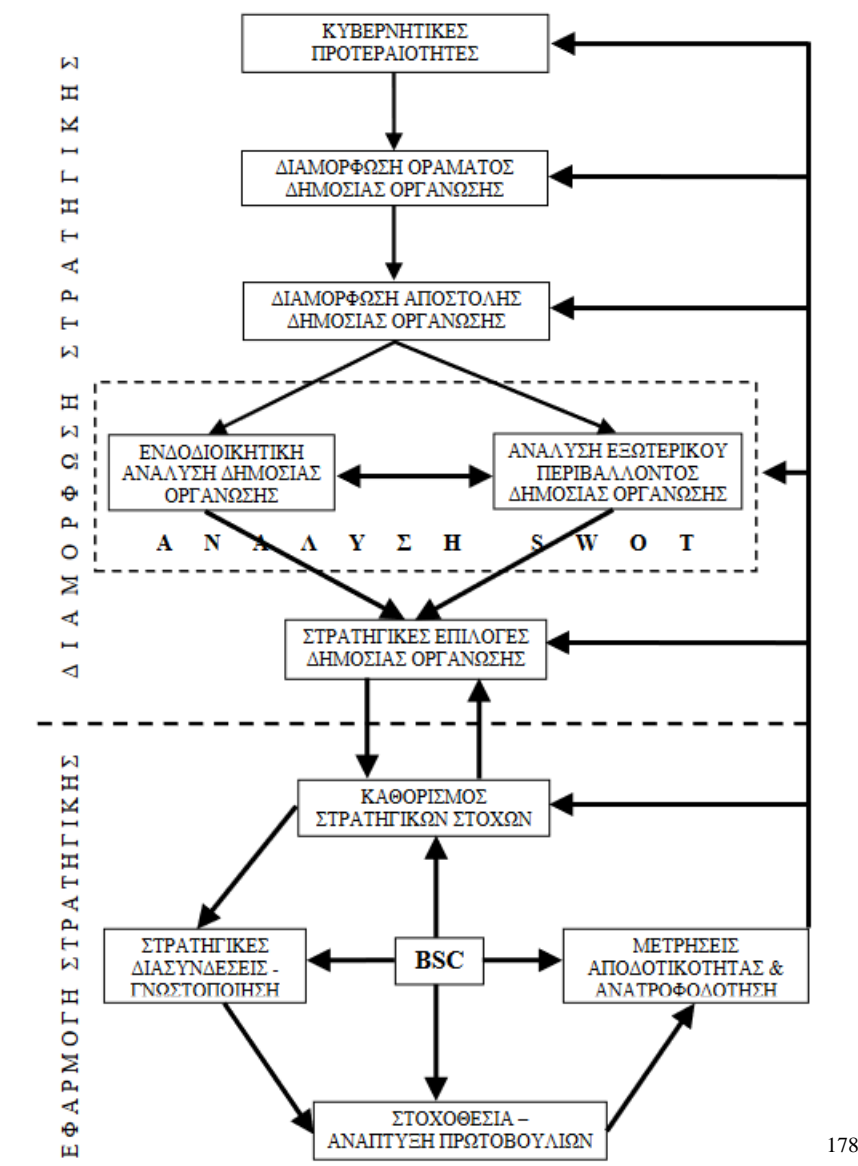 ΔΙΑΜΟΡΦΩΣΗ ΣΤΡΑΤΗΓΙΚΗΣ
ΚΥΒΕΡΝΗΤΙΚΕΣ
ΠΡΟΤΕΡΑΙΟΤΗΤΕΣ
ΔΙΑΜΟΡΦΩΣΗ ΟΡΑΜΑΤΟΣ
ΔΗΜΟΣΙΑΣ ΟΡΓΑΝΩΣΗΣ
ΔΙΑΜΟΡΦΩΣΗ ΑΠΟΣΤΟΛΗΣ
ΔΗΜΟΣΙΑΣ ΟΡΓΑΝΩΣΗΣ
ΕΝΔΟΔΙΟΙΚΗΤΙΚΗ
ΑΝΑΛΥΣΗ ΔΗΜΟΣΙΑΣ
ΟΡΓΑΝΩΣΗΣ
ΑΝΑΛΥΣΗ ΕΞΩΤΕΡΙΚΟΥ
ΠΕΡΙΒΑΛΛΟΝΤΟΣ
ΔΗΜΟΣΙΑΣ ΟΡΓΑΝΩΣΗΣ
ΑΝΑΛΥΣΗ SWOT
ΣΤΡΑΤΗΓΙΚΕΣ ΕΠΙΛΟΓΕΣ
ΔΗΜΟΣΙΑΣ ΟΡΓΑΝΩΣΗΣ
ΕΦΑΡΜΟΓΗ ΣΤΡΑΤΗΓΙΚΗΣ
ΚΑΘΟΡΙΣΜΟΣ
ΣΤΡΑΤΗΓΙΚΩΝ ΣΤΟΧΩΝ
ΣΤΡΑΤΗΓΙΚΕΣ
ΔΙΑΣΥΝΔΕΣΕΙΣ -
ΓΝΩΣΤΟΠΟΙΗΣΗ
BSC
ΜΕΤΡΗΣΕΙΣ
ΑΠΟΔΟΤΙΚΟΤΗΤΑΣ &
ΑΝΑΤΡΟΦΟΔΟΤΗΣΗ
ΣΤΟΧΟΘΕΣΙΑ –
ΑΝΑΠΤΥΞΗ ΠΡΩΤΟΒΟΥΛΙΩΝ
178